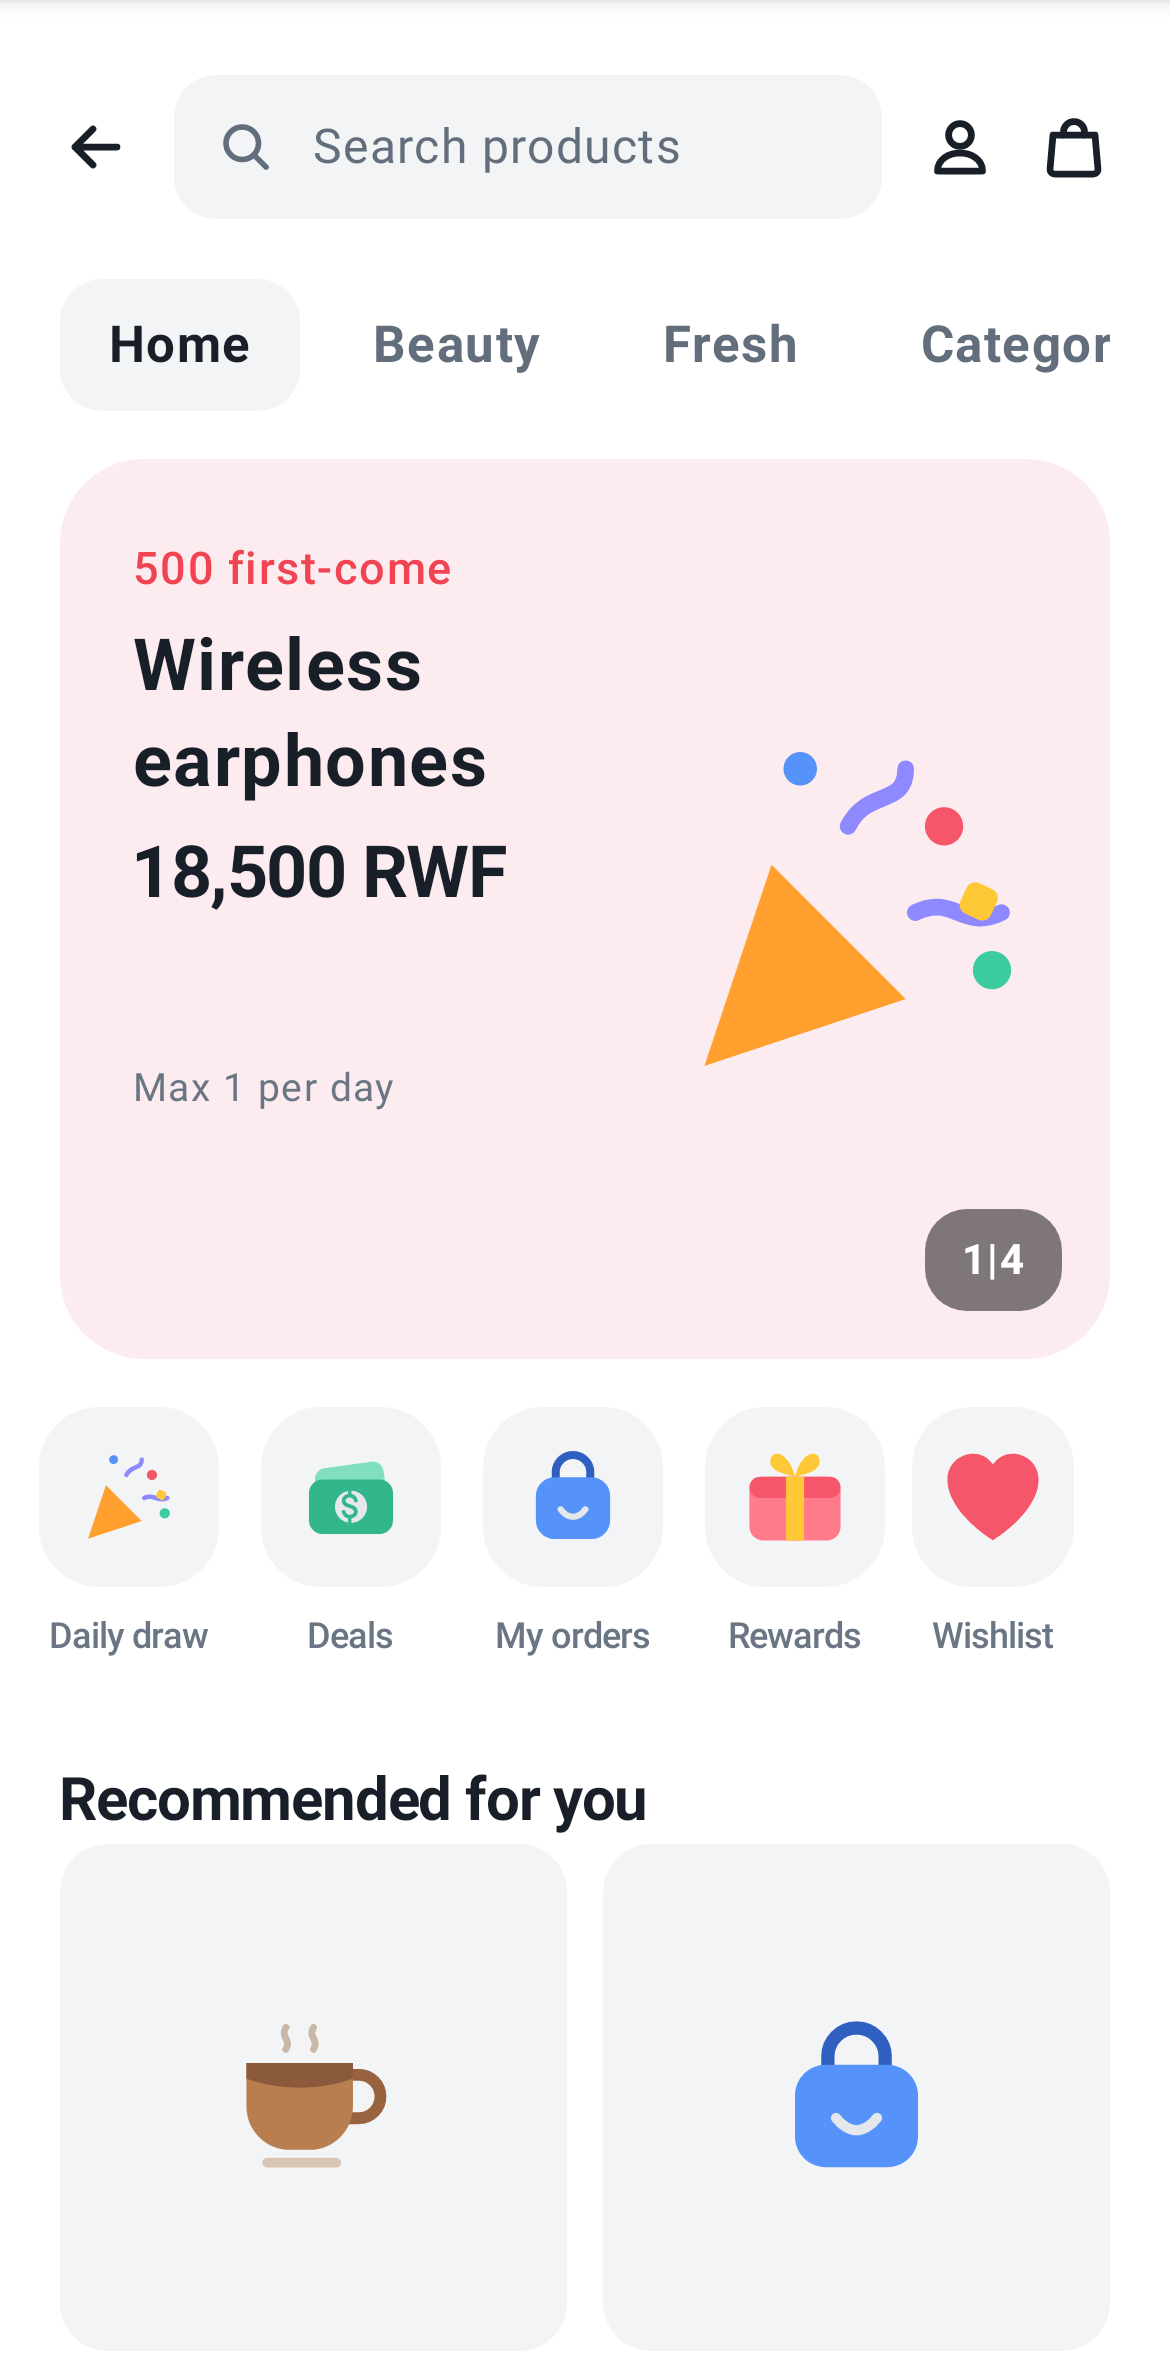 Search products
Home
Beauty
Fresh
Categor
500 first-come
Wireless
earphones
18,500 RWF
Max 1 per day
1|4
Daily draw
Deals
My orders
Rewards
Wishlist
Recommended for you